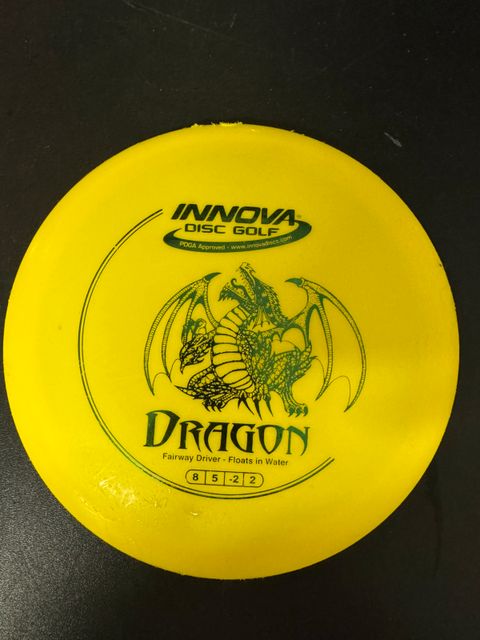 INNOVA®
DISC GOLF
PDGA Approved - www.innovadiscs.com
DRAGON
Fairway Driver - Floats in Water
8 5 -2 2